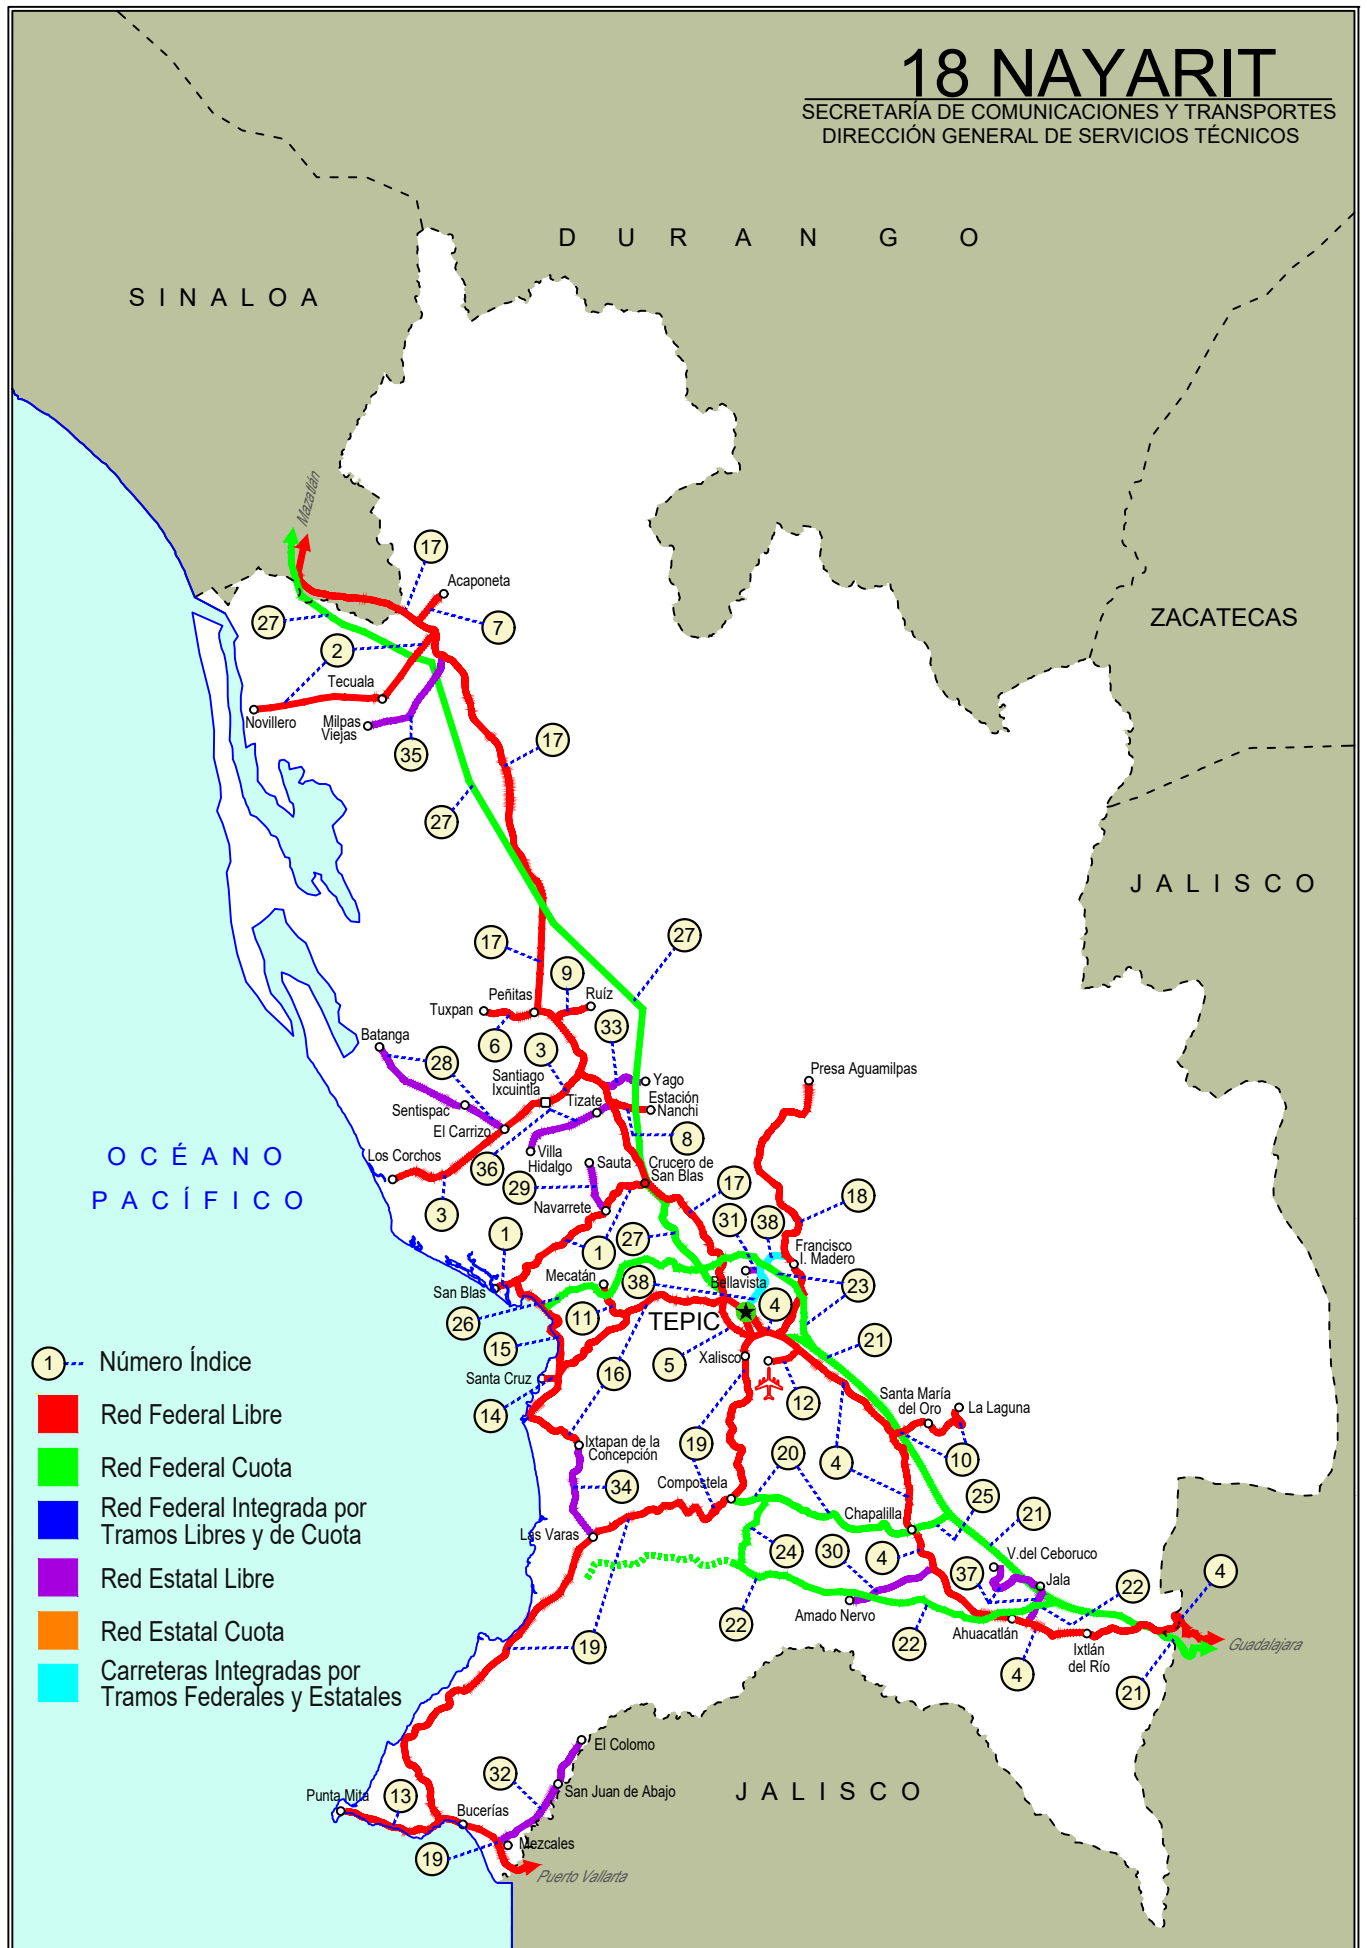 18 NAYARIT
SECRETARÍA DE COMUNICACIONES Y TRANSPORTES
DIRECCIÓN GENERAL DE SERVICIOS TÉCNICOS
D U R A N G O
S I N A L O A
Mazatlán
17
Acaponeta
27
7
ZACATECAS
2
Tecuala
Novillero
Milpas
Viejas
35
17
27
J A L I S C O
17
27
9
Peñitas
Ruíz
Tuxpan
33
Batanga
6
3
28
Santiago
Ixcuintla
Presa Aguamilpas
Yago
Tizate
Estación
Nanchi
Sentispac
El Carrizo
8
O C É A N O
PACÍFICO
Los Corchos
36
Villa
Hidalgo
Sauta
Crucero de
San Blas
29
17
18
3
Navarrete
31
38
1
1
27
Francisco
I. Madero
Mecatán
38
Bellavista
San Blas
23
26
11
4
TEPIC
15
21
1
Número Índice
5
Xalisco
16
Santa Cruz
12
Santa María
del Oro
La Laguna
14
Red Federal Libre
19
Ixtapan de la
Concepción
10
4
20
Red Federal Cuota
34
Compostela
25
Chapalilla
21
Red Federal Integrada por
Tramos Libres y de Cuota
Las Varas
24
30
4
V.del Ceboruco
37
Jala
22
4
Red Estatal Libre
Amado Nervo
22
22
Ahuacatlán
Red Estatal Cuota
19
Ixtlán
del Río
Guadalajara
4
21
Carreteras Integradas por
Tramos Federales y Estatales
El Colomo
32
San Juan de Abajo
J A L I S C O
Punta Mita
13
Bucerías
Mezcales
19
Puerto Vallarta